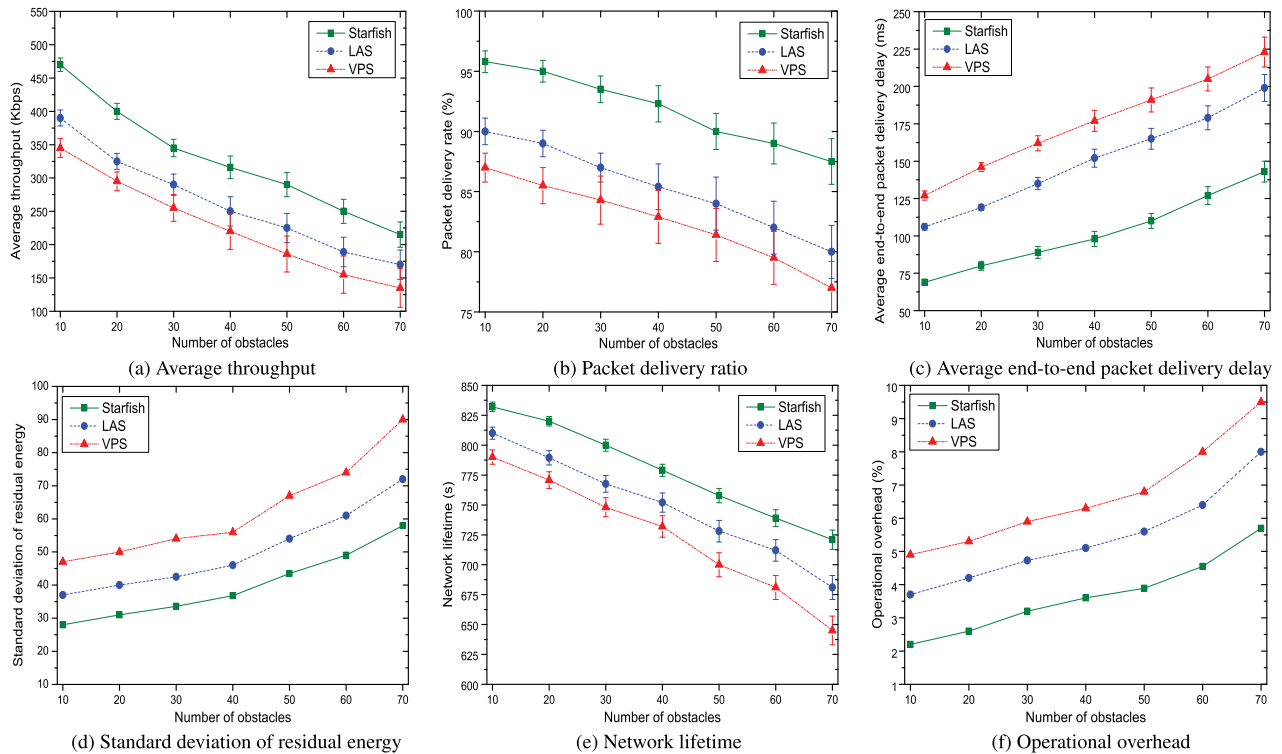 550
500
450
400
350
300
250
200
150
100
Average throughput (Kbps)
Starfish
LAS
VPS
10 20 30 40 50 60 70
Number of obstacles
(a) Average throughput
100
95
90
85
80
75
Packet delivery rate (%)
Starfish
LAS
VPS
10 20 30 40 50 60 70
Number of obstacles
(b) Packet delivery ratio
250
225
200
175
150
125
100
75
50
Average end-to-end packet delivery delay (ms)
Starfish
LAS
VPS
10 20 30 40 50 60 70
Number of obstacles
(c) Average end-to-end packet delivery delay
100
90
80
70
60
50
40
30
20
10
Standard deviation of residual energy
Starfish
LAS
VPS
10 20 30 40 50 60 70
Number of obstacles
(d) Standard deviation of residual energy
850
825
800
775
750
725
700
675
650
625
600
Network lifetime (s)
Starfish
LAS
VPS
10 20 30 40 50 60 70
Number of obstacles
(e) Network lifetime
10
9
8
7
6
5
4
3
2
1
Operational overhead (%)
Starfish
LAS
VPS
10 20 30 40 50 60 70
Number of obstacles
(f) Operational overhead